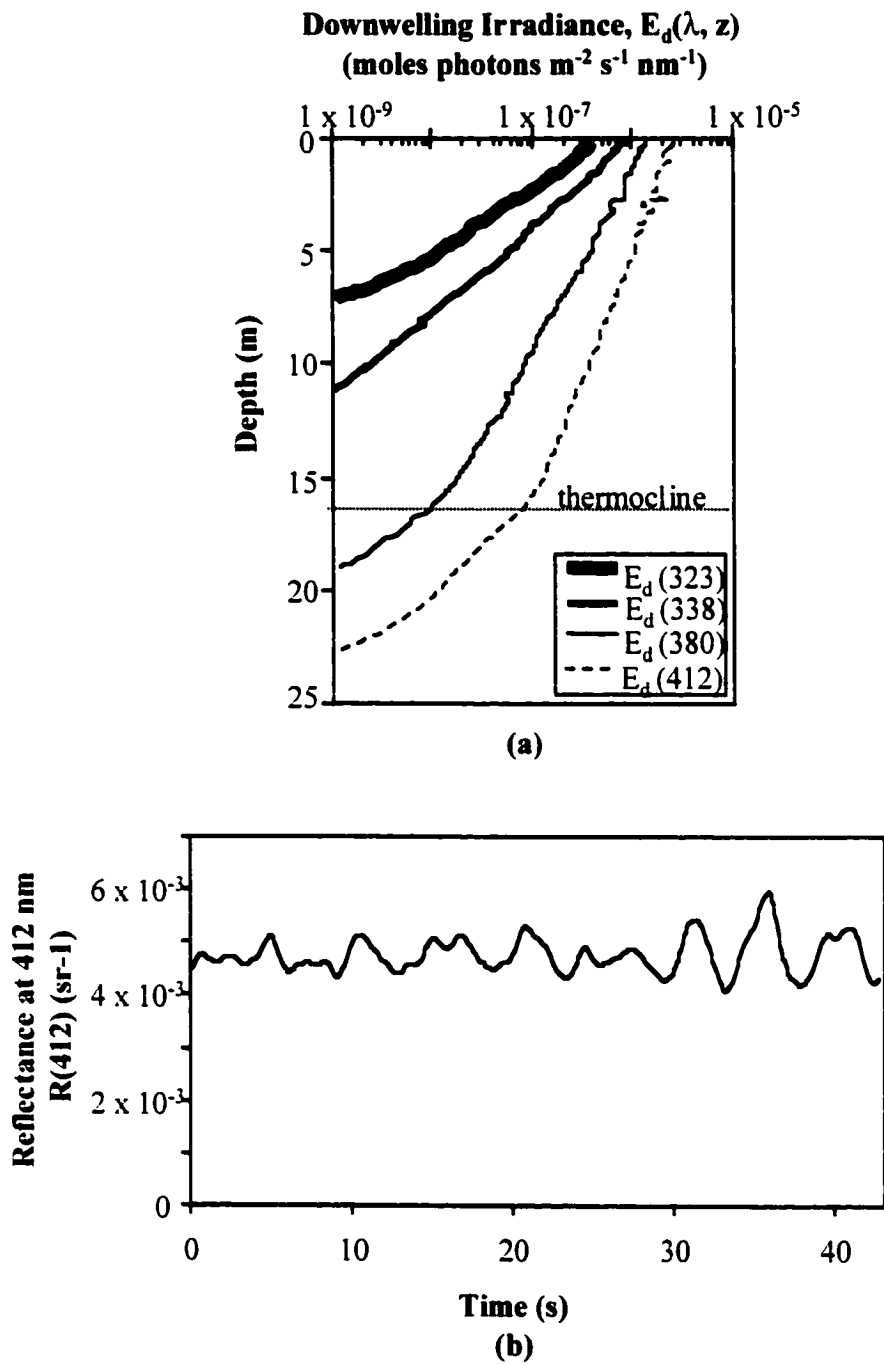 Downwelling Irradiance, E_d(λ, z)
(moles photons m⁻² s⁻¹ nm⁻¹)
1 x 10⁻⁹ 1 x 10⁻⁷ 1 x 10⁻⁵
0
5
10
15
20
25
Depth (m)
thermocline
E_d (323)
E_d (338)
E_d (380)
E_d (412)
(a)
Reflectance at 412 nm
R(412) (sr-1)
6 x 10⁻³
4 x 10⁻³
2 x 10⁻³
0
0 10 20 30 40
Time (s)
(b)